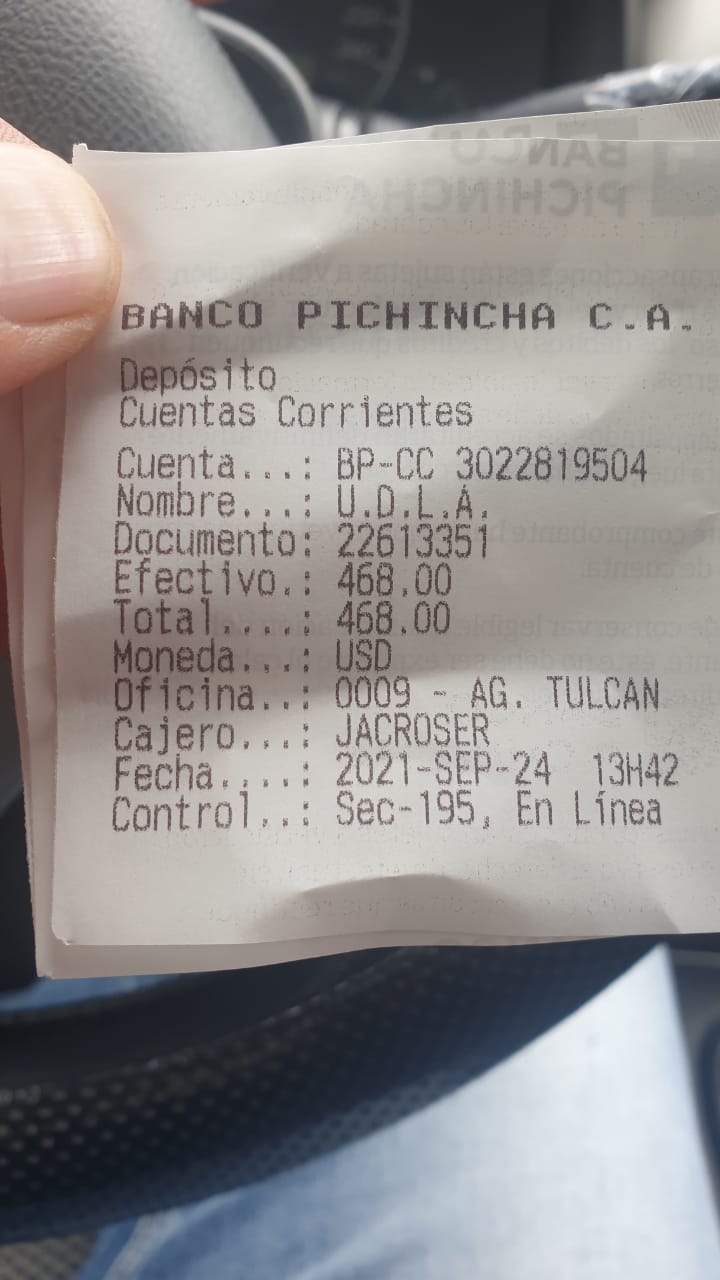 BANCO PICHINCHA C.A.
Depósito
Cuentas Corrientes
Cuenta...: BP-CC 3022819504
Nombre...: U.D.L.A.
Documento: 22613351
Efectivo.: 468.00
Total....: 468.00
Moneda...: USD
Oficina..: 0009 - AG. TULCAN
Cajero...: JACROSER
Fecha....: 2021-SEP-24 13H42
Control..: Sec-195, En Línea